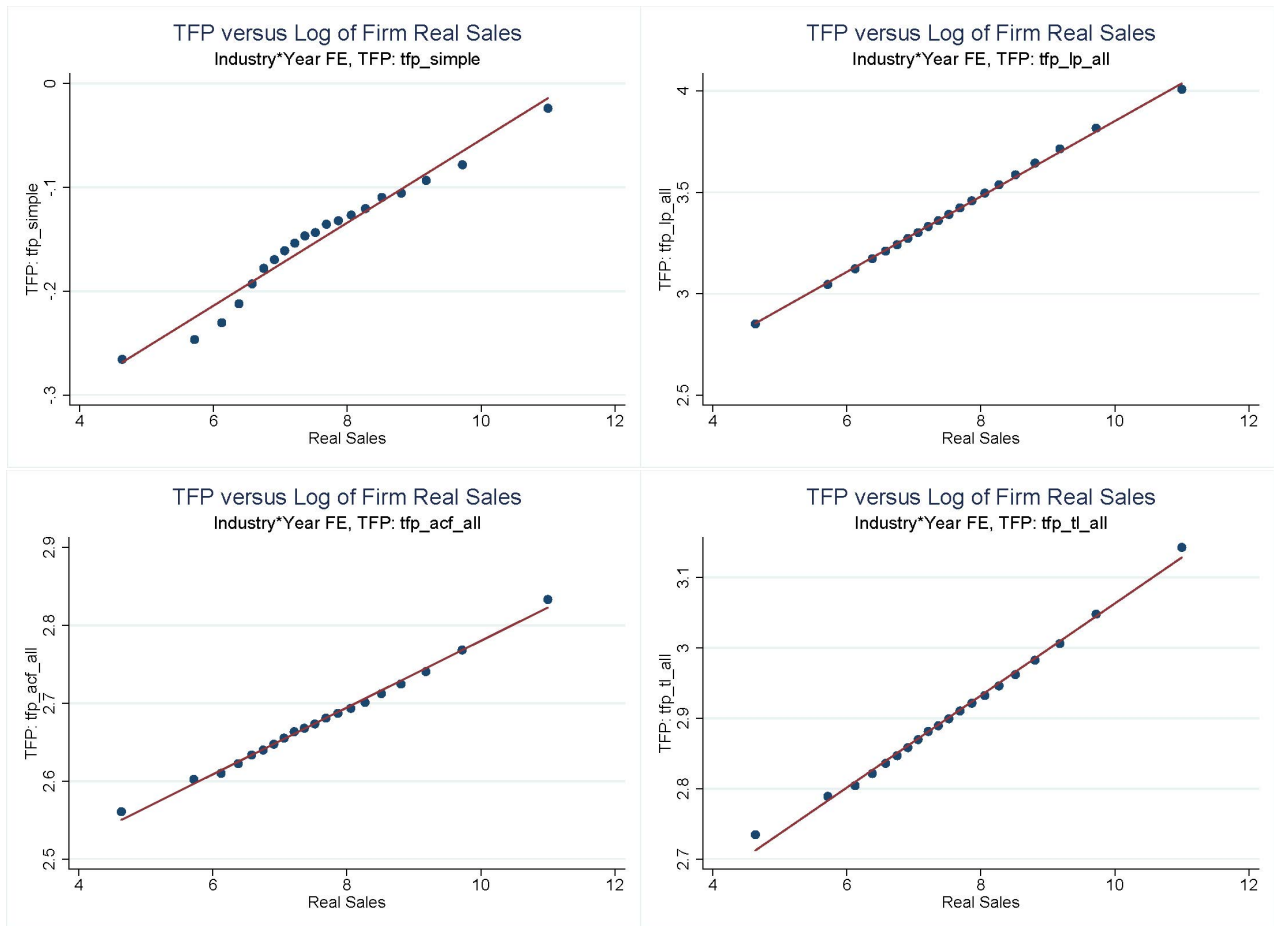 TFP versus Log of Firm Real Sales
Industry*Year FE, TFP: tfp_simple
TFP: tfp_simple
0
-.1
-.2
-.3
4 6 8 10 12
Real Sales
TFP versus Log of Firm Real Sales
Industry*Year FE, TFP: tfp_lp_all
TFP: tfp_lp_all
4
3.5
3
2.5
4 6 8 10 12
Real Sales
TFP versus Log of Firm Real Sales
Industry*Year FE, TFP: tfp_acf_all
TFP: tfp_acf_all
2.9
2.8
2.7
2.6
2.5
4 6 8 10 12
Real Sales
TFP versus Log of Firm Real Sales
Industry*Year FE, TFP: tfp_tl_all
TFP: tfp_tl_all
3.1
3
2.9
2.8
2.7
4 6 8 10 12
Real Sales